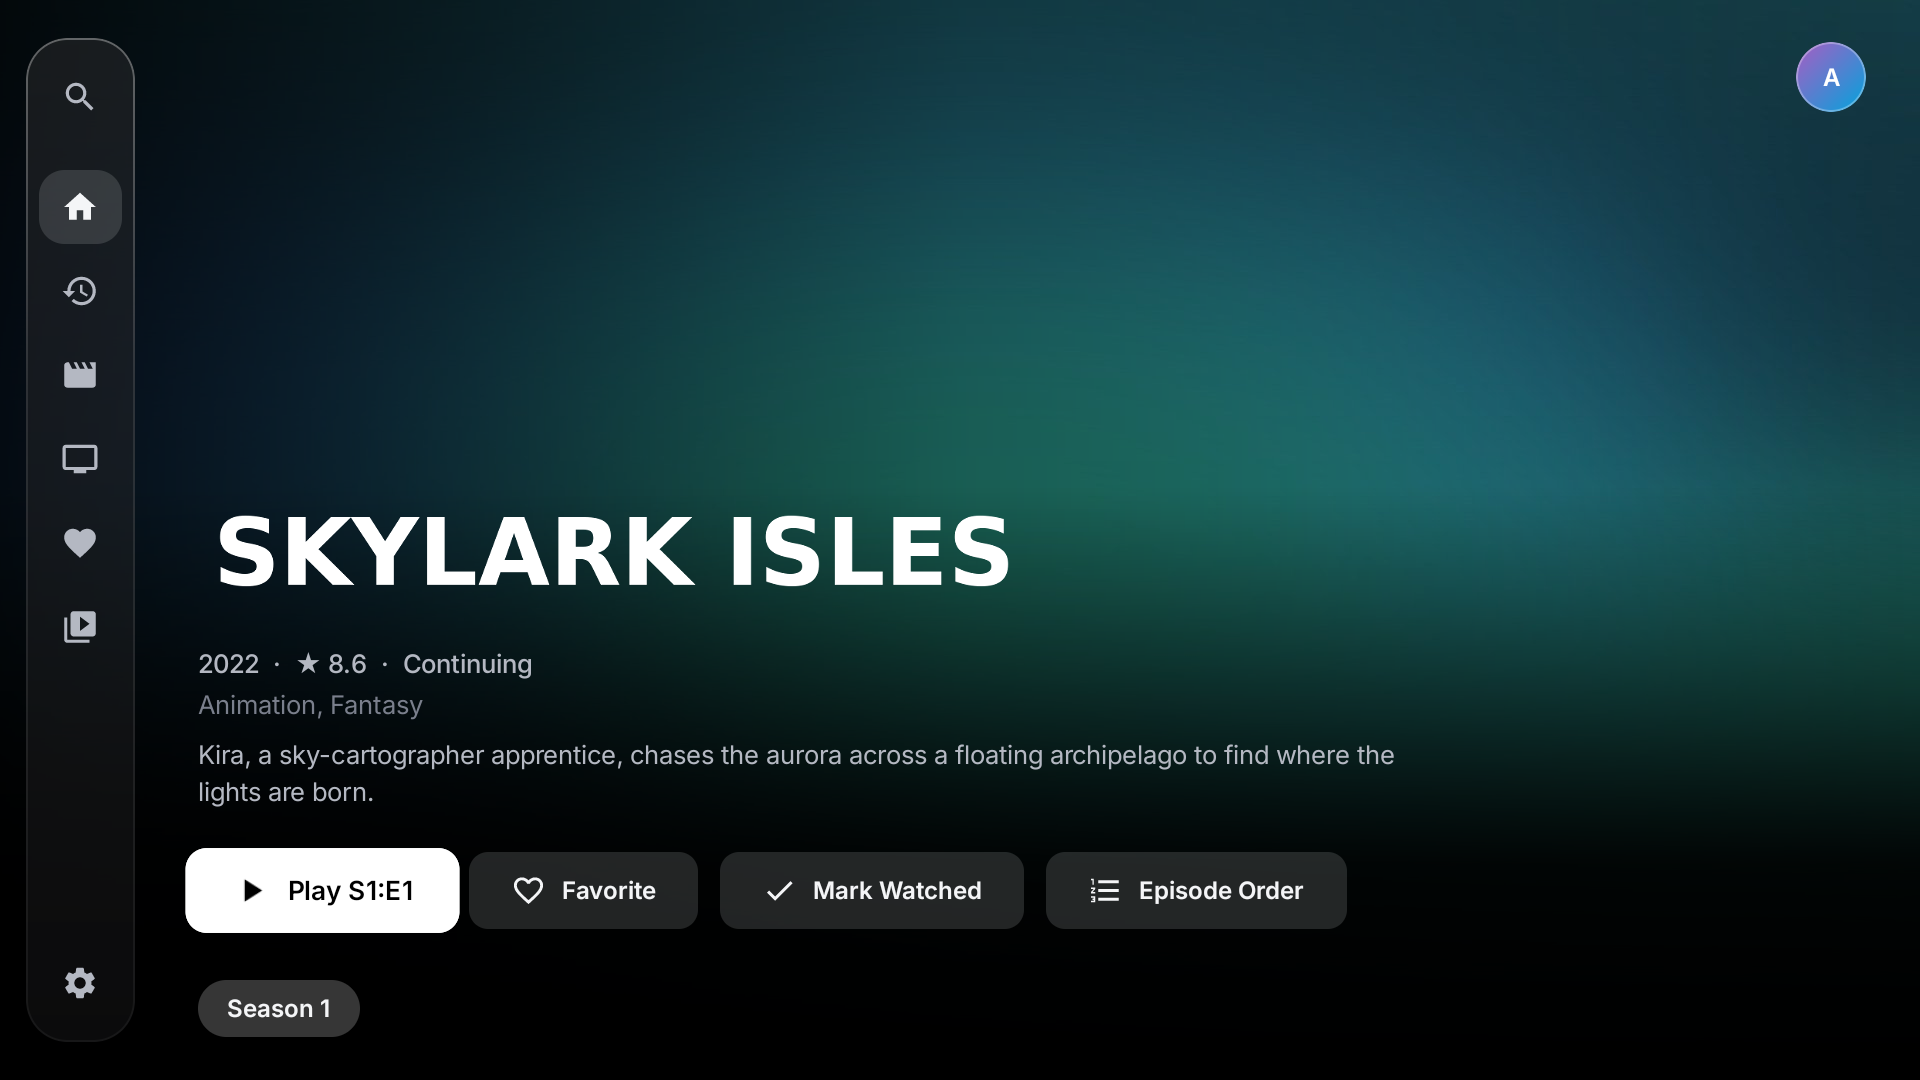 A
SKYLARK ISLES
2022 · ★ 8.6 · Continuing
Animation, Fantasy
Kira, a sky-cartographer apprentice, chases the aurora across a floating archipelago to find where the
lights are born.
Play S1:E1
Favorite
Mark Watched
Episode Order
Season 1